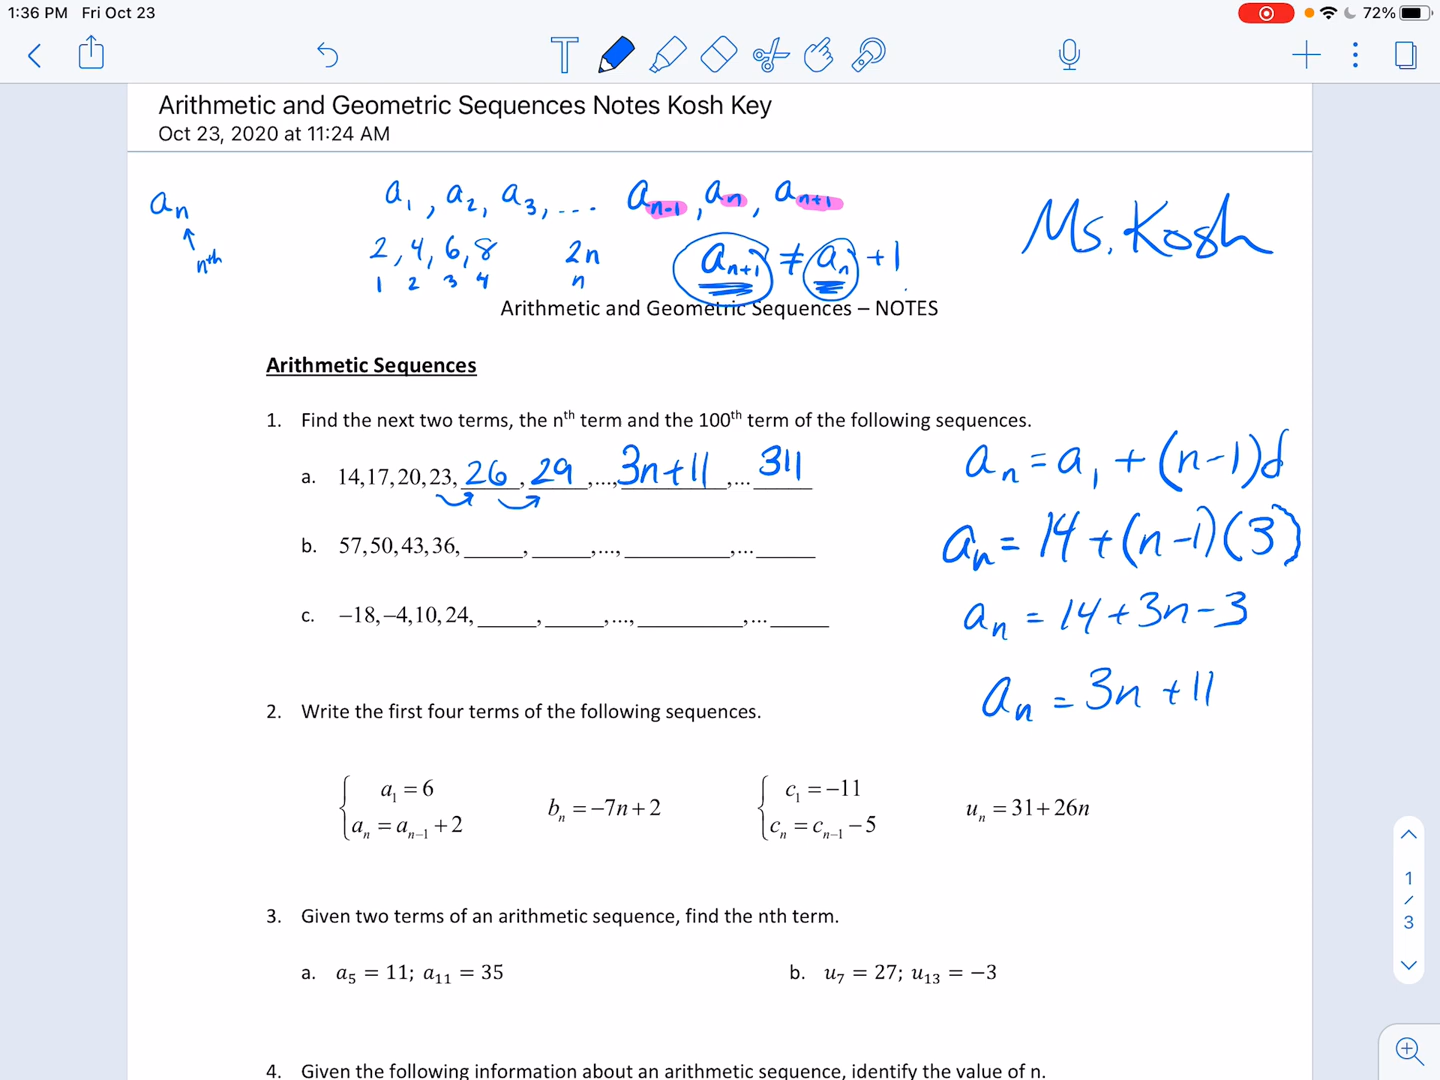 1:36 PM Fri Oct 23 72%
T
Arithmetic and Geometric Sequences Notes Kosh Key
Oct 23, 2020 at 11:24 AM
aₙ a₁, a₂, a₃, ... aₙ₋₁, aₙ, aₙ₊₁ Ms. Kosh
nᵗʰ 2, 4, 6, 8 2n aₙ₊₁ ≠ aₙ + 1
1 2 3 4 n
Arithmetic and Geometric Sequences – NOTES
Arithmetic Sequences
1. Find the next two terms, the nᵗʰ term and the 100ᵗʰ term of the following sequences.
a. 14,17,20,23, 26, 29,..., 3n+11,... 311
b. 57,50,43,36,_____,_____,...,_________,..._____
c. –18,–4,10,24,_____,_____,...,_________,..._____
aₙ = a₁ + (n-1)d
aₙ = 14 + (n-1)(3)
aₙ = 14 + 3n - 3
aₙ = 3n + 11
2. Write the first four terms of the following sequences.
{ a₁ = 6
aₙ = aₙ₋₁ + 2
bₙ = –7n + 2
{ c₁ = –11
cₙ = cₙ₋₁ – 5
uₙ = 31 + 26n
3. Given two terms of an arithmetic sequence, find the nth term.
a. a₅ = 11; a₁₁ = 35 b. u₇ = 27; u₁₃ = −3
4. Given the following information about an arithmetic sequence, identify the value of n.
1
/
3